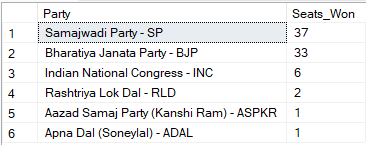 Party Seats_Won
1 Samajwadi Party - SP 37
2 Bharatiya Janata Party - BJP 33
3 Indian National Congress - INC 6
4 Rashtriya Lok Dal - RLD 2
5 Aazad Samaj Party (Kanshi Ram) - ASPKR 1
6 Apna Dal (Soneylal) - ADAL 1